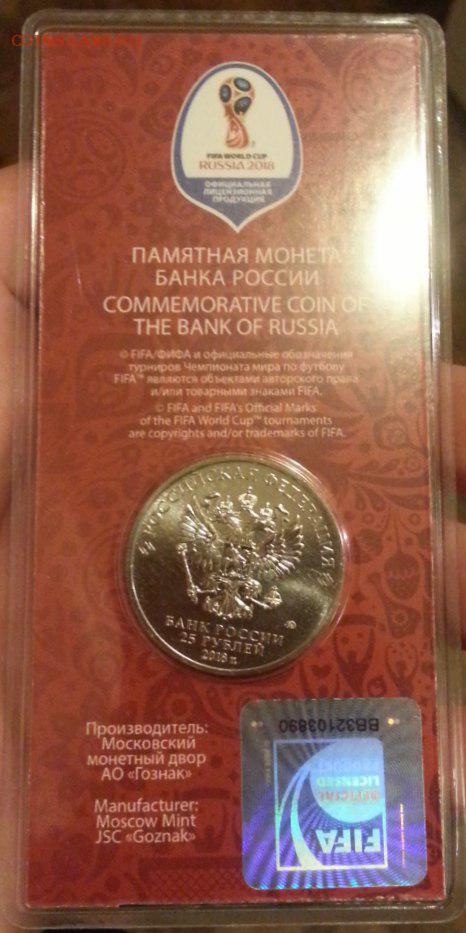 FIFA WORLD CUP
RUSSIA 2018
ОФИЦИАЛЬНАЯ
ЛИЦЕНЗИОННАЯ
ПРОДУКЦИЯ
ПАМЯТНАЯ МОНЕТА
БАНКА РОССИИ
COMMEMORATIVE COIN OF
THE BANK OF RUSSIA
© FIFA/ФИФА и официальные обозначения
турниров Чемпионата мира по футболу
FIFA™ являются объектами авторского права
и/или товарными знаками FIFA.
© FIFA and FIFA's Official Marks
of the FIFA World Cup™ tournaments
are copyrights and/or trademarks of FIFA.
РОССИЙСКАЯ ФЕДЕРАЦИЯ
БАНК РОССИИ
25 РУБЛЕЙ
2018 г.
Производитель:
Московский
монетный двор
АО «Гознак»
Manufacturer:
Moscow Mint
JSC «Goznak»
BB32103890
OFFICIAL
LICENSED
PRODUCT
FIFA